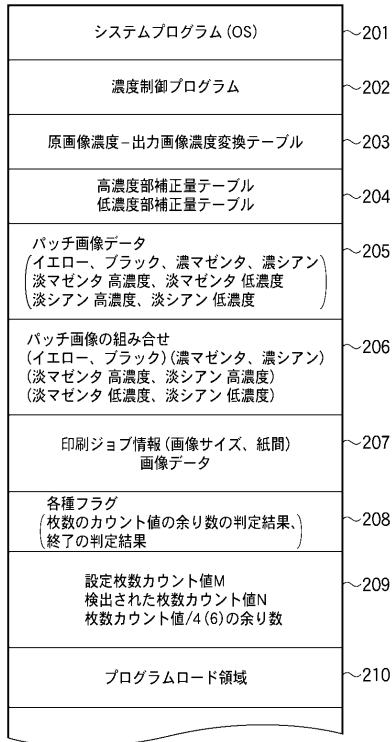 システムプログラム(OS)
201
濃度制御プログラム
202
原画像濃度－出力画像濃度変換テーブル
203
高濃度部補正量テーブル
低濃度部補正量テーブル
204
パッチ画像データ
(イエロー、ブラック、濃マゼンタ、濃シアン
淡マゼンタ 高濃度、淡マゼンタ 低濃度
淡シアン 高濃度、淡シアン 低濃度)
205
パッチ画像の組み合せ
(イエロー、ブラック)(濃マゼンタ、濃シアン)
(淡マゼンタ 高濃度、淡シアン 高濃度)
(淡マゼンタ 低濃度、淡シアン 低濃度)
206
印刷ジョブ情報(画像サイズ、紙間)
画像データ
207
各種フラグ
(枚数のカウント値の余り数の判定結果、
終了の判定結果)
208
設定枚数カウント値M
検出された枚数カウント値N
枚数カウント値/4(6)の余り数
209
プログラムロード領域
210